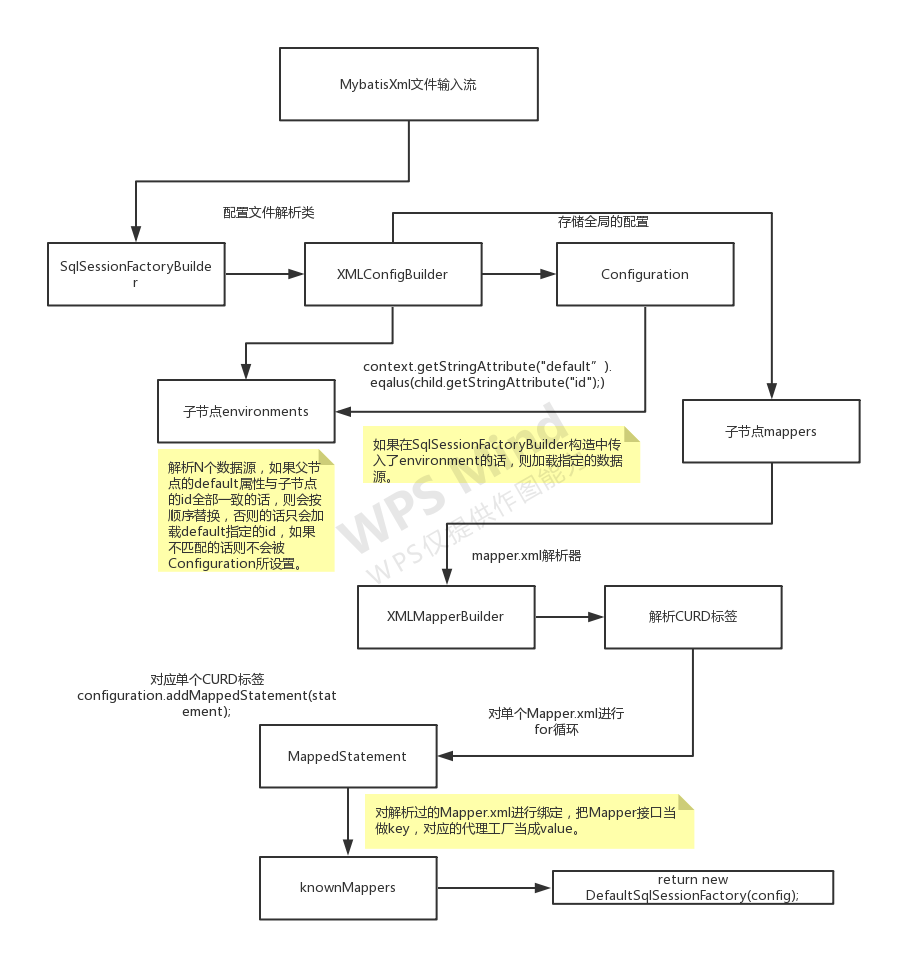 MybatisXml文件输入流
配置文件解析类
存储全局的配置
SqlSessionFactoryBuilde
r
XMLConfigBuilder
Configuration
context.getStringAttribute("default”).
eqalus(child.getStringAttribute("id");)
子节点environments
子节点mappers
如果在SqlSessionFactoryBuilder构造中传
入了environment的话，则加载指定的数据
源。
解析N个数据源，如果父节
点的default属性与子节点
的id全部一致的话，则会按
顺序替换，否则的话只会加
载default指定的id，如果
不匹配的话则不会被
Configuration所设置。
WPS Mind
WPS仅提供作图能力
mapper.xml解析器
XMLMapperBuilder
解析CURD标签
对应单个CURD标签
configuration.addMappedStatement(stat
ement);
对单个Mapper.xml进行
for循环
MappedStatement
对解析过的Mapper.xml进行绑定，把Mapper接口当
做key，对应的代理工厂当成value。
knownMappers
return new
DefaultSqlSessionFactory(config);